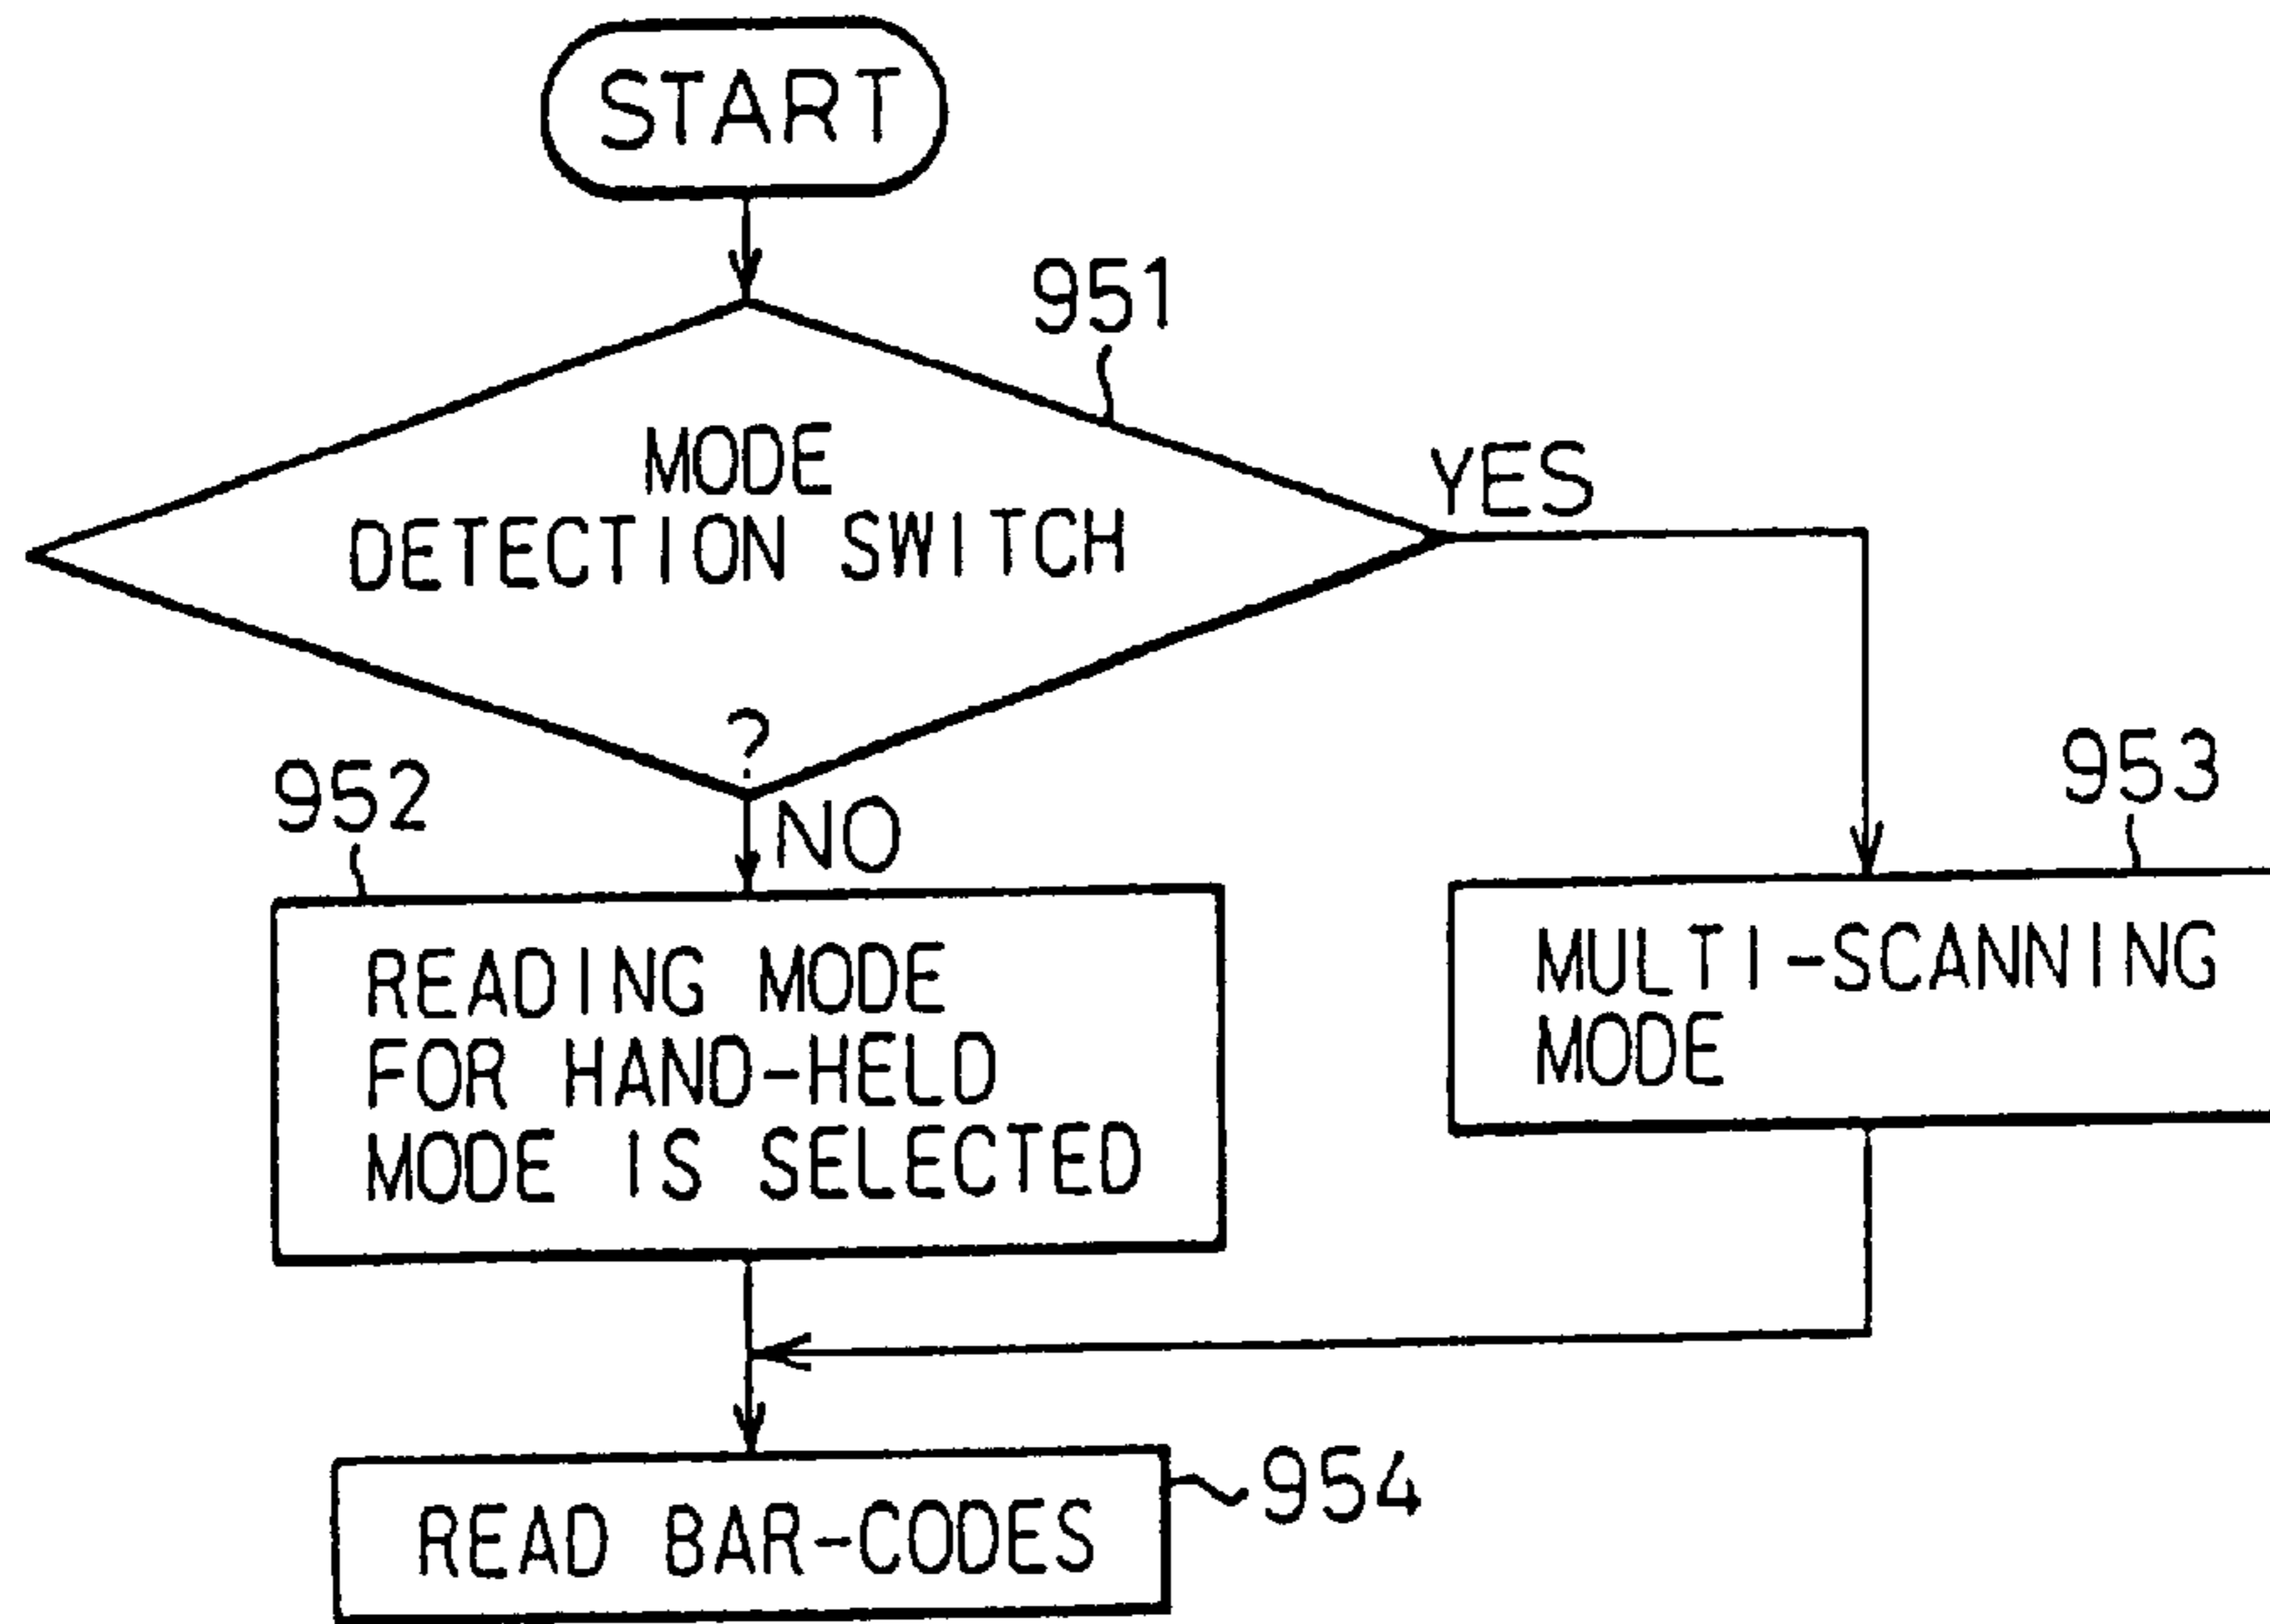 START
951
MODE
DETECTION SWITCH
?
YES
NO
952
READING MODE
FOR HAND-HELD
MODE IS SELECTED
953
MULTI-SCANNING
MODE
READ BAR-CODES
954